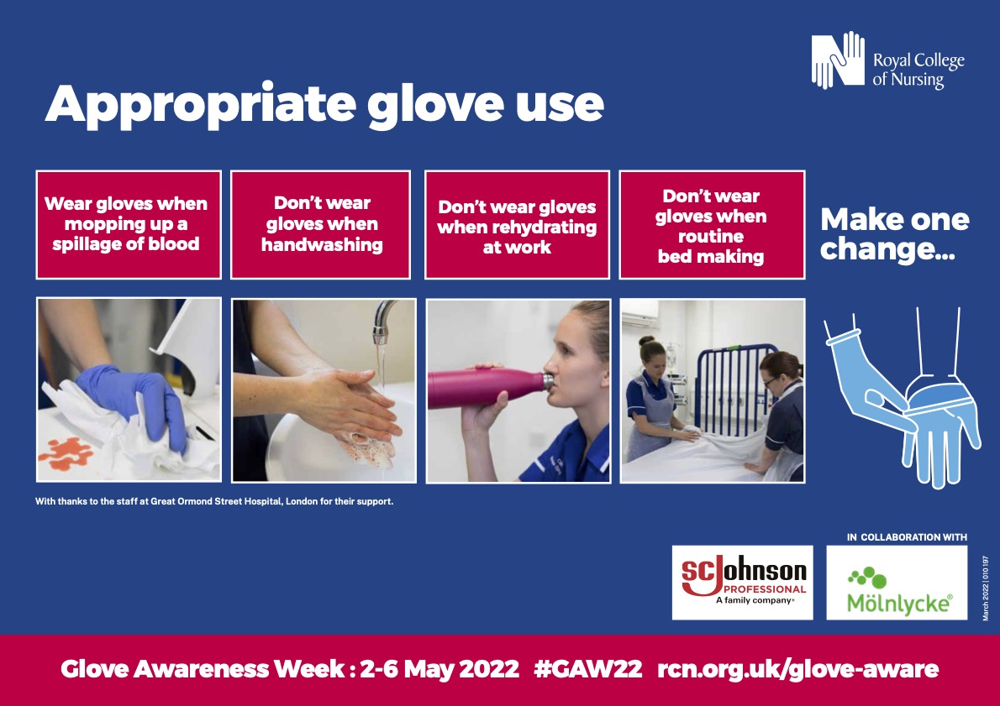 Royal College
of Nursing
Appropriate glove use
Wear gloves when
mopping up a
spillage of blood
Don’t wear
gloves when
handwashing
Don’t wear gloves
when rehydrating
at work
Don’t wear
gloves when
routine
bed making
Make one
change...
With thanks to the staff at Great Ormond Street Hospital, London for their support.
IN COLLABORATION WITH
SC Johnson
PROFESSIONAL
A family company®
Mölnlycke®
March 2022 | 010 197
Glove Awareness Week : 2-6 May 2022 #GAW22 rcn.org.uk/glove-aware